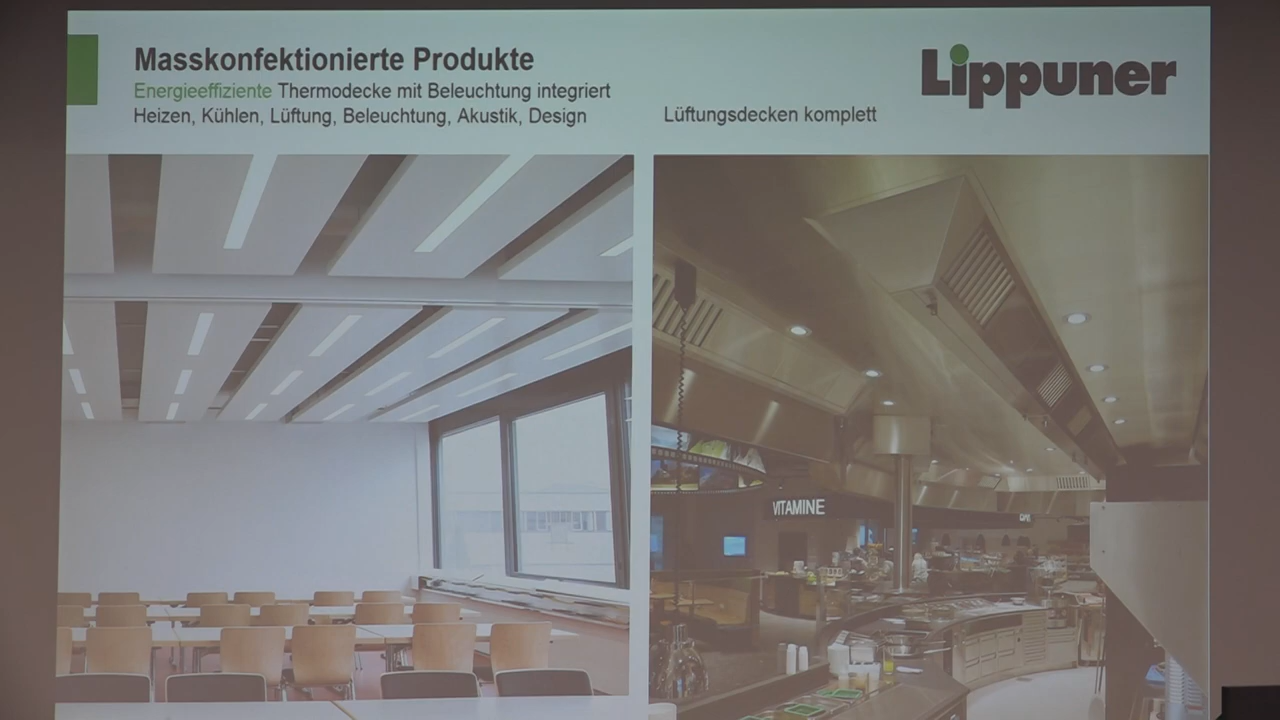 Masskonfektionierte Produkte
Energieeffiziente Thermodecke mit Beleuchtung integriert
Heizen, Kühlen, Lüftung, Beleuchtung, Akustik, Design
Lüftungsdecken komplett
Lippuner
VITAMINE